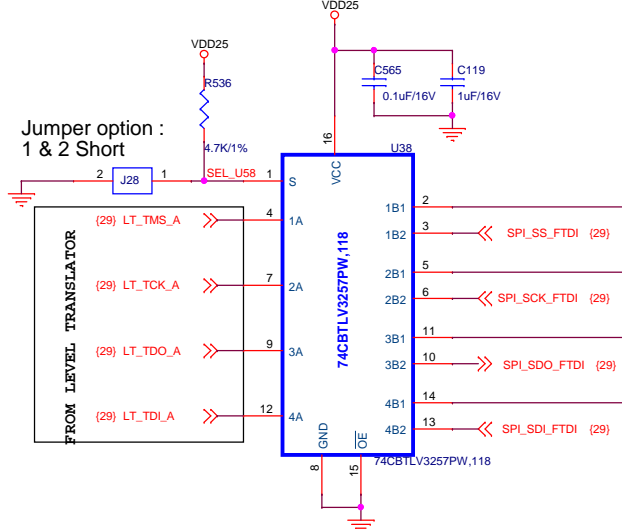 VDD25
VDD25
R536
4.7K/1%
C565
0.1uF/16V
C119
1uF/16V
Jumper option :
1 & 2 Short
2 J28 1 SEL_U58 1 S
16 VCC
U38
FROM LEVEL TRANSLATOR
{29} LT_TMS_A 4 1A
{29} LT_TCK_A 7 2A
{29} LT_TDO_A 9 3A
{29} LT_TDI_A 12 4A
74CBTLV3257PW,118
1B1 2
1B2 3 SPI_SS_FTDI {29}
2B1 5
2B2 6 SPI_SCK_FTDI {29}
3B1 11
3B2 10 SPI_SDO_FTDI {29}
4B1 14
4B2 13 SPI_SDI_FTDI {29}
GND 8
OE 15
74CBTLV3257PW,118